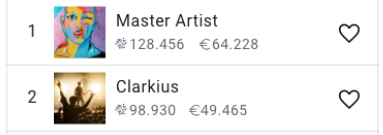 1
Master Artist
128.456 €64.228
2
Clarkius
98.930 €49.465